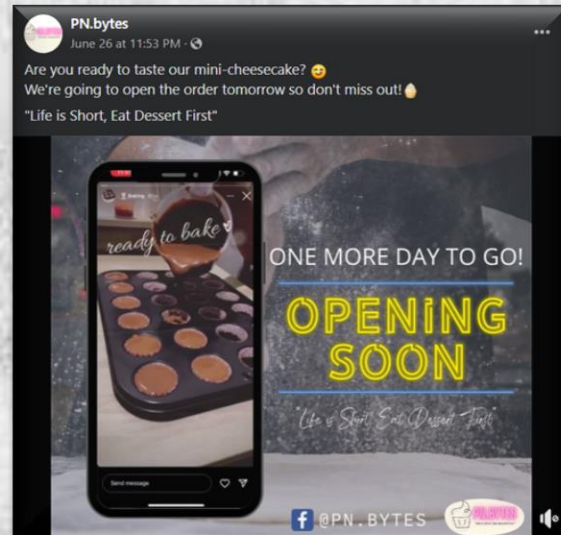 PN.bytes
June 26 at 11:53 PM ·
Are you ready to taste our mini-cheesecake? 😋
We're going to open the order tomorrow so don't miss out!🧁
"Life is Short, Eat Dessert First"
ready to bake
Send message
ONE MORE DAY TO GO!
OPENING
SOON
"Life is Short, Eat Dessert First"
@PN.BYTES
PN.BYTES